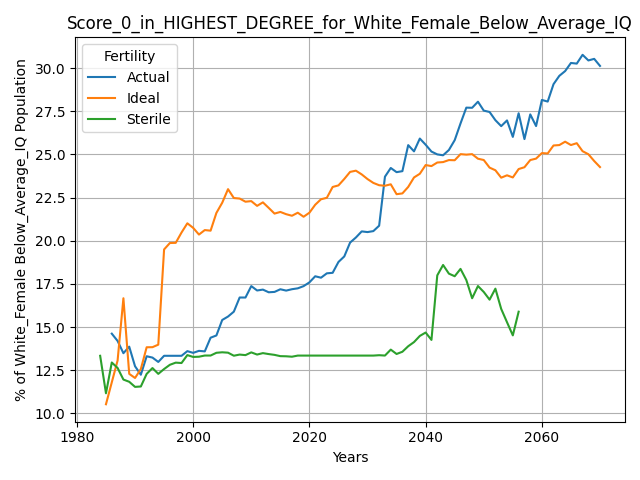 Score_0_in_HIGHEST_DEGREE_for_White_Female_Below_Average_IQ
% of White_Female Below_Average_IQ Population
30.0
27.5
25.0
22.5
20.0
17.5
15.0
12.5
10.0
Fertility
Actual
Ideal
Sterile
1980
2000
2020
2040
2060
Years